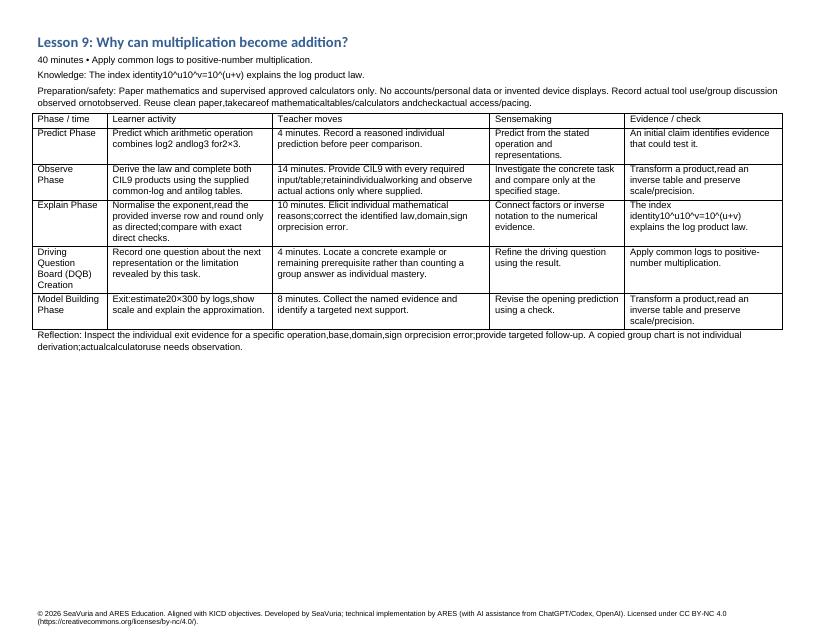 Lesson 9: Why can multiplication become addition?
40 minutes • Apply common logs to positive-number multiplication.
Knowledge: The index identity10^u10^v=10^(u+v) explains the log product law.
Preparation/safety: Paper mathematics and supervised approved calculators only. No accounts/personal data or invented device displays. Record actual tool use/group discussion
observed ornotobserved. Reuse clean paper,takecareof mathematicaltables/calculators andcheckactual access/pacing.
Phase / time
Learner activity
Teacher moves
Sensemaking
Evidence / check
Predict Phase
Predict which arithmetic operation
combines log2 andlog3 for2×3.
4 minutes. Record a reasoned individual
prediction before peer comparison.
Predict from the stated
operation and
representations.
An initial claim identifies evidence
that could test it.
Observe
Phase
Derive the law and complete both
CIL9 products using the supplied
common-log and antilog tables.
14 minutes. Provide CIL9 with every required
input/table;retainindividualworking and observe
actual actions only where supplied.
Investigate the concrete task
and compare only at the
specified stage.
Transform a product,read an
inverse table and preserve
scale/precision.
Explain Phase
Normalise the exponent,read the
provided inverse row and round only
as directed;compare with exact
direct checks.
10 minutes. Elicit individual mathematical
reasons;correct the identified law,domain,sign
orprecision error.
Connect factors or inverse
notation to the numerical
evidence.
The index
identity10^u10^v=10^(u+v)
explains the log product law.
Driving
Question
Board (DQB)
Creation
Record one question about the next
representation or the limitation
revealed by this task.
4 minutes. Locate a concrete example or
remaining prerequisite rather than counting a
group answer as individual mastery.
Refine the driving question
using the result.
Apply common logs to positive-
number multiplication.
Model Building
Phase
Exit:estimate20×300 by logs,show
scale and explain the approximation.
8 minutes. Collect the named evidence and
identify a targeted next support.
Revise the opening prediction
using a check.
Transform a product,read an
inverse table and preserve
scale/precision.
Reflection: Inspect the individual exit evidence for a specific operation,base,domain,sign orprecision error;provide targeted follow-up. A copied group chart is not individual
derivation;actualcalculatoruse needs observation.
© 2026 SeaVuria and ARES Education. Aligned with KICD objectives. Developed by SeaVuria; technical implementation by ARES (with AI assistance from ChatGPT/Codex, OpenAI). Licensed under CC BY-NC 4.0
(https://creativecommons.org/licenses/by-nc/4.0/).